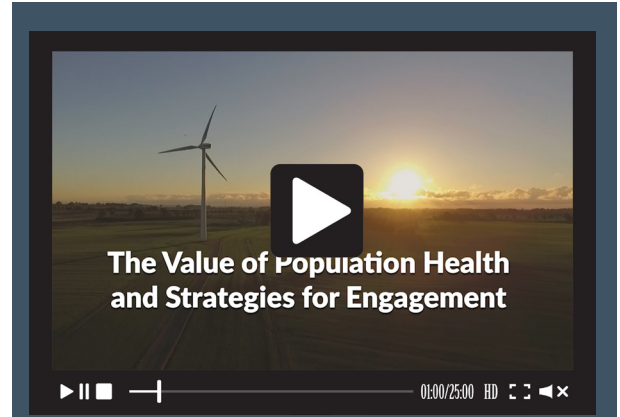 The Value of Population Health
and Strategies for Engagement
01:00/25:00 HD